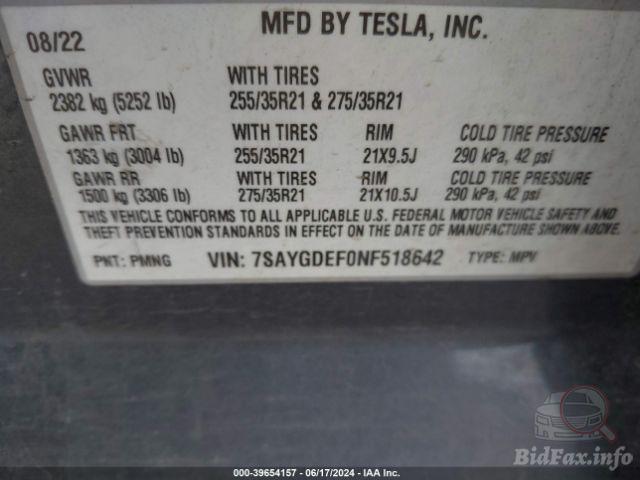 MFD BY TESLA, INC.
08/22
GVWR WITH TIRES
2382 kg (5252 lb) 255/35R21 & 275/35R21
GAWR FRT WITH TIRES RIM COLD TIRE PRESSURE
1363 kg (3004 lb) 255/35R21 21X9.5J 290 kPa, 42 psi
GAWR RR WITH TIRES RIM COLD TIRE PRESSURE
1500 kg (3306 lb) 275/35R21 21X10.5J 290 kPa, 42 psi
THIS VEHICLE CONFORMS TO ALL APPLICABLE U.S. FEDERAL MOTOR VEHICLE SAFETY AND
THEFT PREVENTION STANDARDS IN EFFECT ON THE DATE OF MANUFACTURE SHOWN ABOVE.
PNT: PMNG VIN: 7SAYGDEF0NF518642 TYPE: MPV
BidFax.info
000-39654157 - 06/17/2024 - IAA Inc.